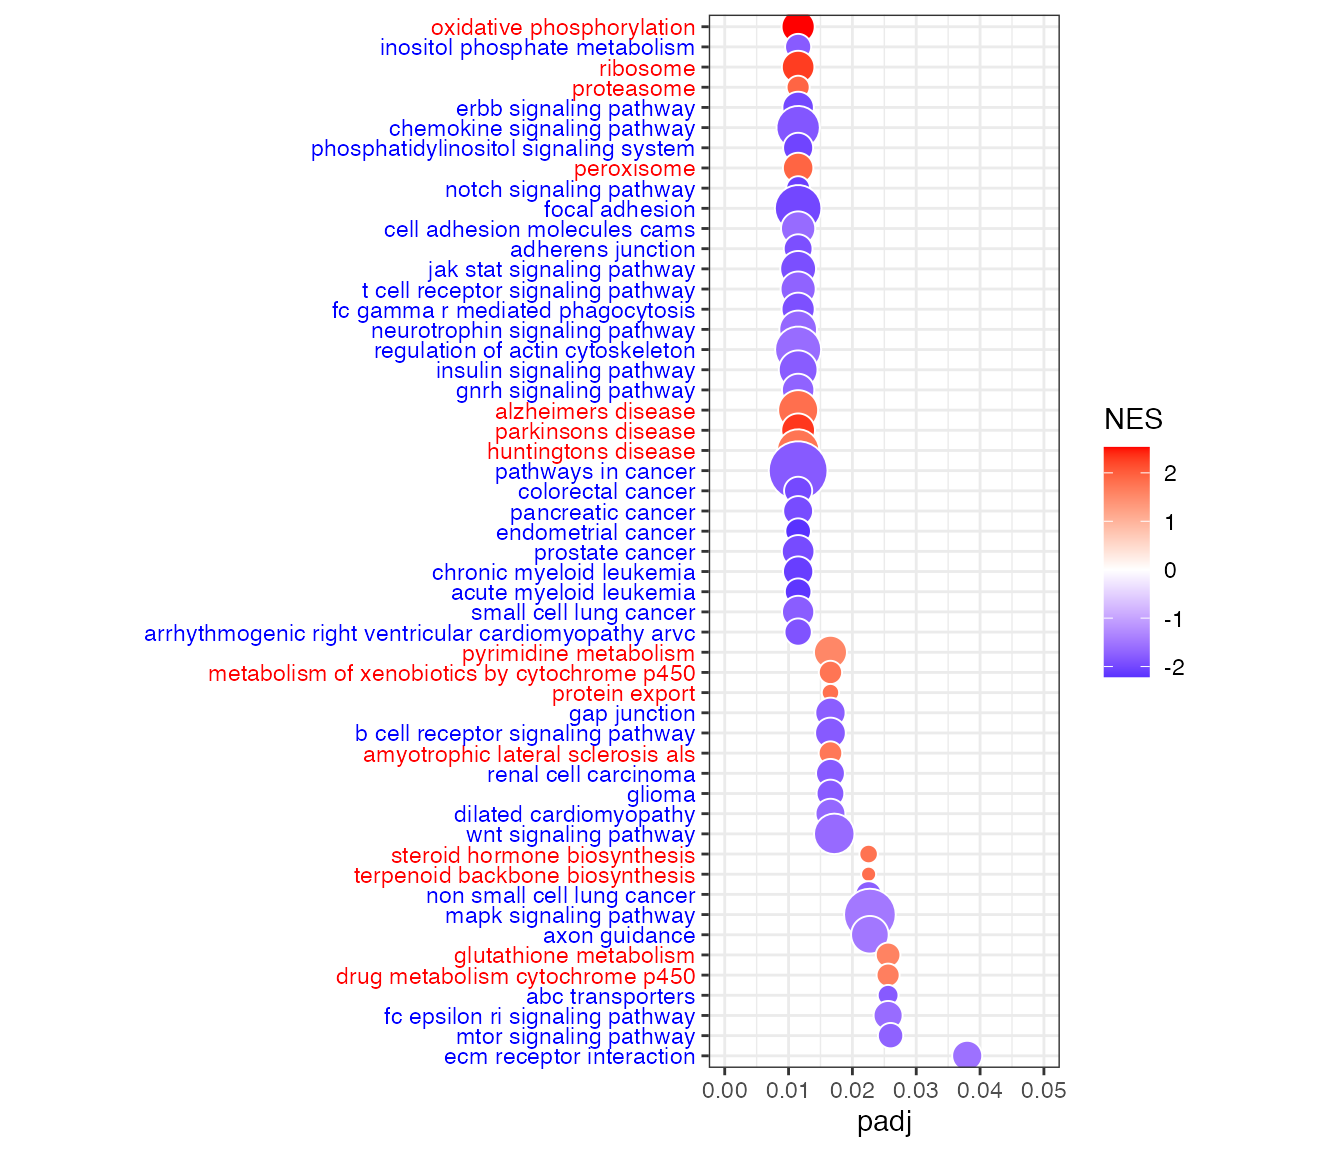 oxidative phosphorylation
inositol phosphate metabolism
ribosome
proteasome
erbb signaling pathway
chemokine signaling pathway
phosphatidylinositol signaling system
peroxisome
notch signaling pathway
focal adhesion
cell adhesion molecules cams
adherens junction
jak stat signaling pathway
t cell receptor signaling pathway
fc gamma r mediated phagocytosis
neurotrophin signaling pathway
regulation of actin cytoskeleton
insulin signaling pathway
gnrh signaling pathway
alzheimers disease
parkinsons disease
huntingtons disease
pathways in cancer
colorectal cancer
pancreatic cancer
endometrial cancer
prostate cancer
chronic myeloid leukemia
acute myeloid leukemia
small cell lung cancer
arrhythmogenic right ventricular cardiomyopathy arvc
pyrimidine metabolism
metabolism of xenobiotics by cytochrome p450
protein export
gap junction
b cell receptor signaling pathway
amyotrophic lateral sclerosis als
renal cell carcinoma
glioma
dilated cardiomyopathy
wnt signaling pathway
steroid hormone biosynthesis
terpenoid backbone biosynthesis
non small cell lung cancer
mapk signaling pathway
axon guidance
glutathione metabolism
drug metabolism cytochrome p450
abc transporters
fc epsilon ri signaling pathway
mtor signaling pathway
ecm receptor interaction
0.00 0.01 0.02 0.03 0.04 0.05
padj
NES
2
1
0
-1
-2